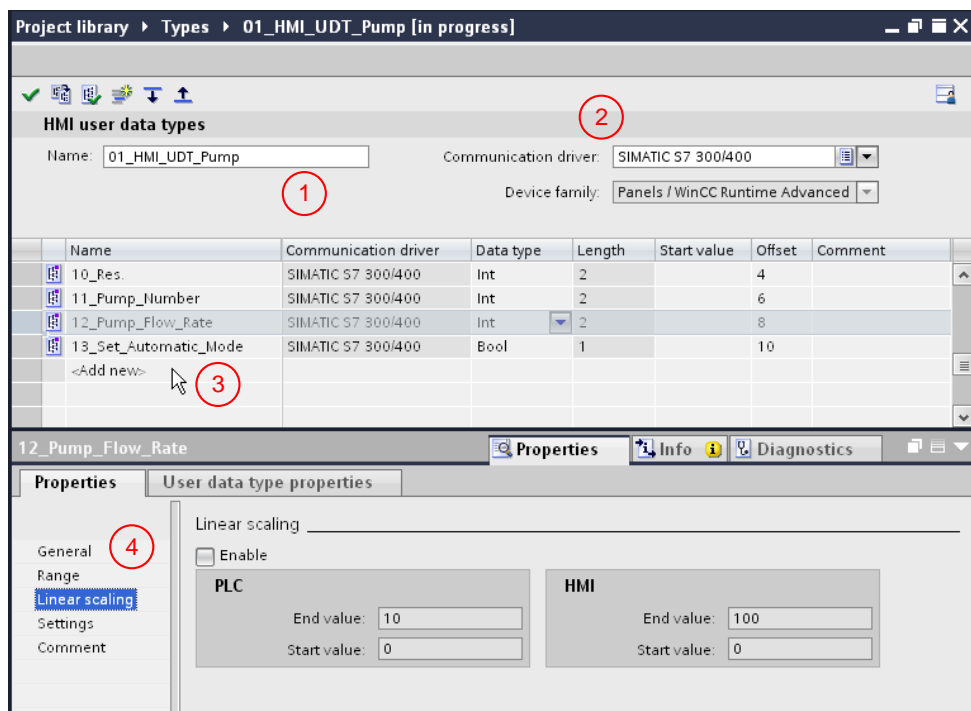 Project library ▸ Types ▸ 01_HMI_UDT_Pump [in progress]
HMI user data types
2
Name: 01_HMI_UDT_Pump Communication driver: SIMATIC S7 300/400
1
Device family: Panels / WinCC Runtime Advanced
Name Communication driver Data type Length Start value Offset Comment
10_Res. SIMATIC S7 300/400 Int 2 4
11_Pump_Number SIMATIC S7 300/400 Int 2 6
12_Pump_Flow_Rate SIMATIC S7 300/400 Int 2 8
13_Set_Automatic_Mode SIMATIC S7 300/400 Bool 1 10
<Add new>
3
12_Pump_Flow_Rate Properties Info Diagnostics
Properties User data type properties
Linear scaling
4
General Enable
Range PLC HMI
Linear scaling End value: 10 End value: 100
Settings Start value: 0 Start value: 0
Comment